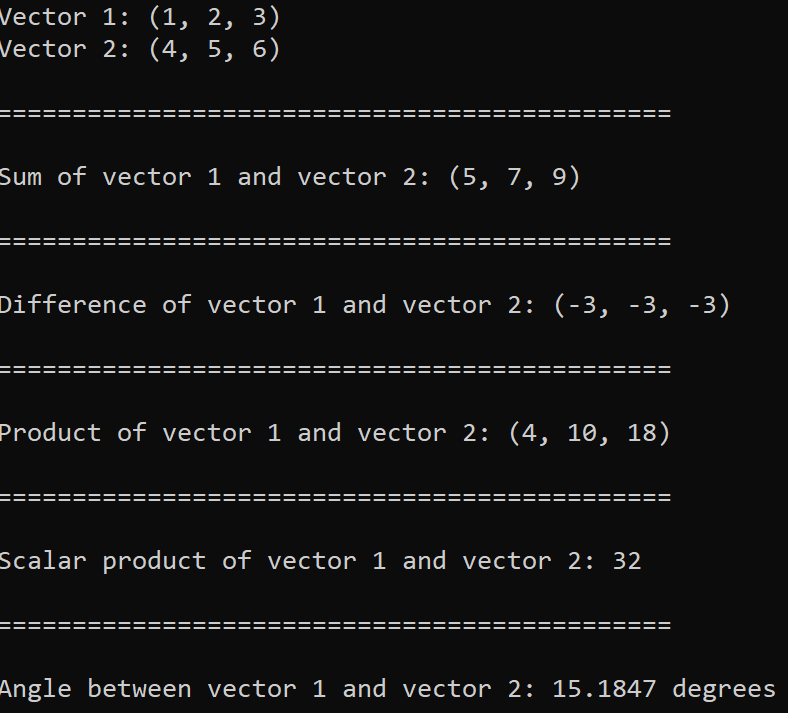 Vector 1: (1, 2, 3)
Vector 2: (4, 5, 6)
=============================================
Sum of vector 1 and vector 2: (5, 7, 9)
=============================================
Difference of vector 1 and vector 2: (-3, -3, -3)
=============================================
Product of vector 1 and vector 2: (4, 10, 18)
=============================================
Scalar product of vector 1 and vector 2: 32
=============================================
Angle between vector 1 and vector 2: 15.1847 degrees